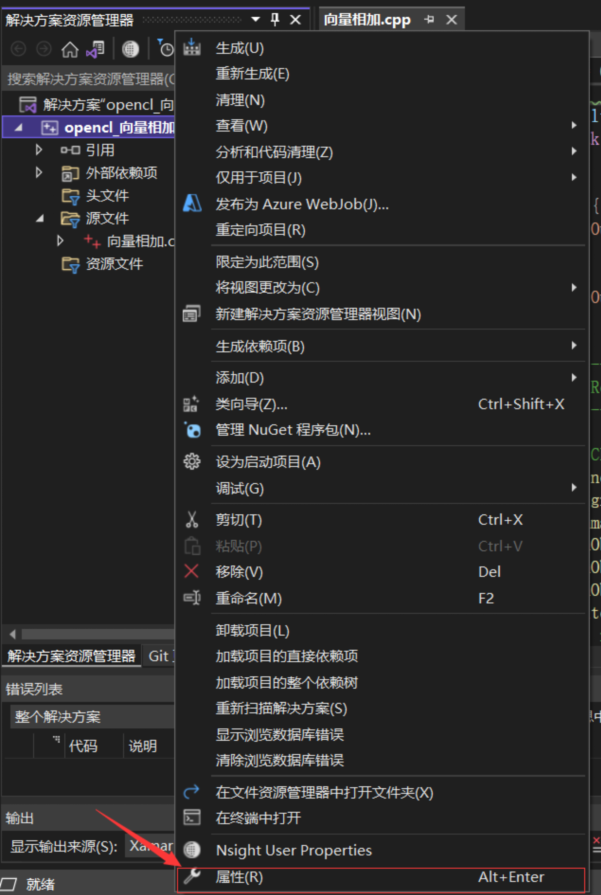 解决方案资源管理器
向量相加.cpp
搜索解决方案资源管理器(C
解决方案"opencl_向
opencl_向量相加
引用
外部依赖项
头文件
源文件
向量相加.c
资源文件
生成(U)
重新生成(E)
清理(N)
查看(W)
分析和代码清理(Z)
仅用于项目(J)
发布为 Azure WebJob(J)...
重定向项目(R)
限定为此范围(S)
将视图更改为(C)
新建解决方案资源管理器视图(N)
生成依赖项(B)
添加(D)
类向导(Z)... Ctrl+Shift+X
管理 NuGet 程序包(N)...
设为启动项目(A)
调试(G)
剪切(T) Ctrl+X
粘贴(P) Ctrl+V
移除(V) Del
重命名(M) F2
卸载项目(L)
加载项目的直接依赖项
加载项目的整个依赖树
重新扫描解决方案(S)
显示浏览数据库错误
清除浏览数据库错误
在文件资源管理器中打开文件夹(X)
在终端中打开
Nsight User Properties
属性(R) Alt+Enter
解决方案资源管理器 Git
错误列表
整个解决方案
代码 说明
输出
显示输出来源(S): Xamar
就绪